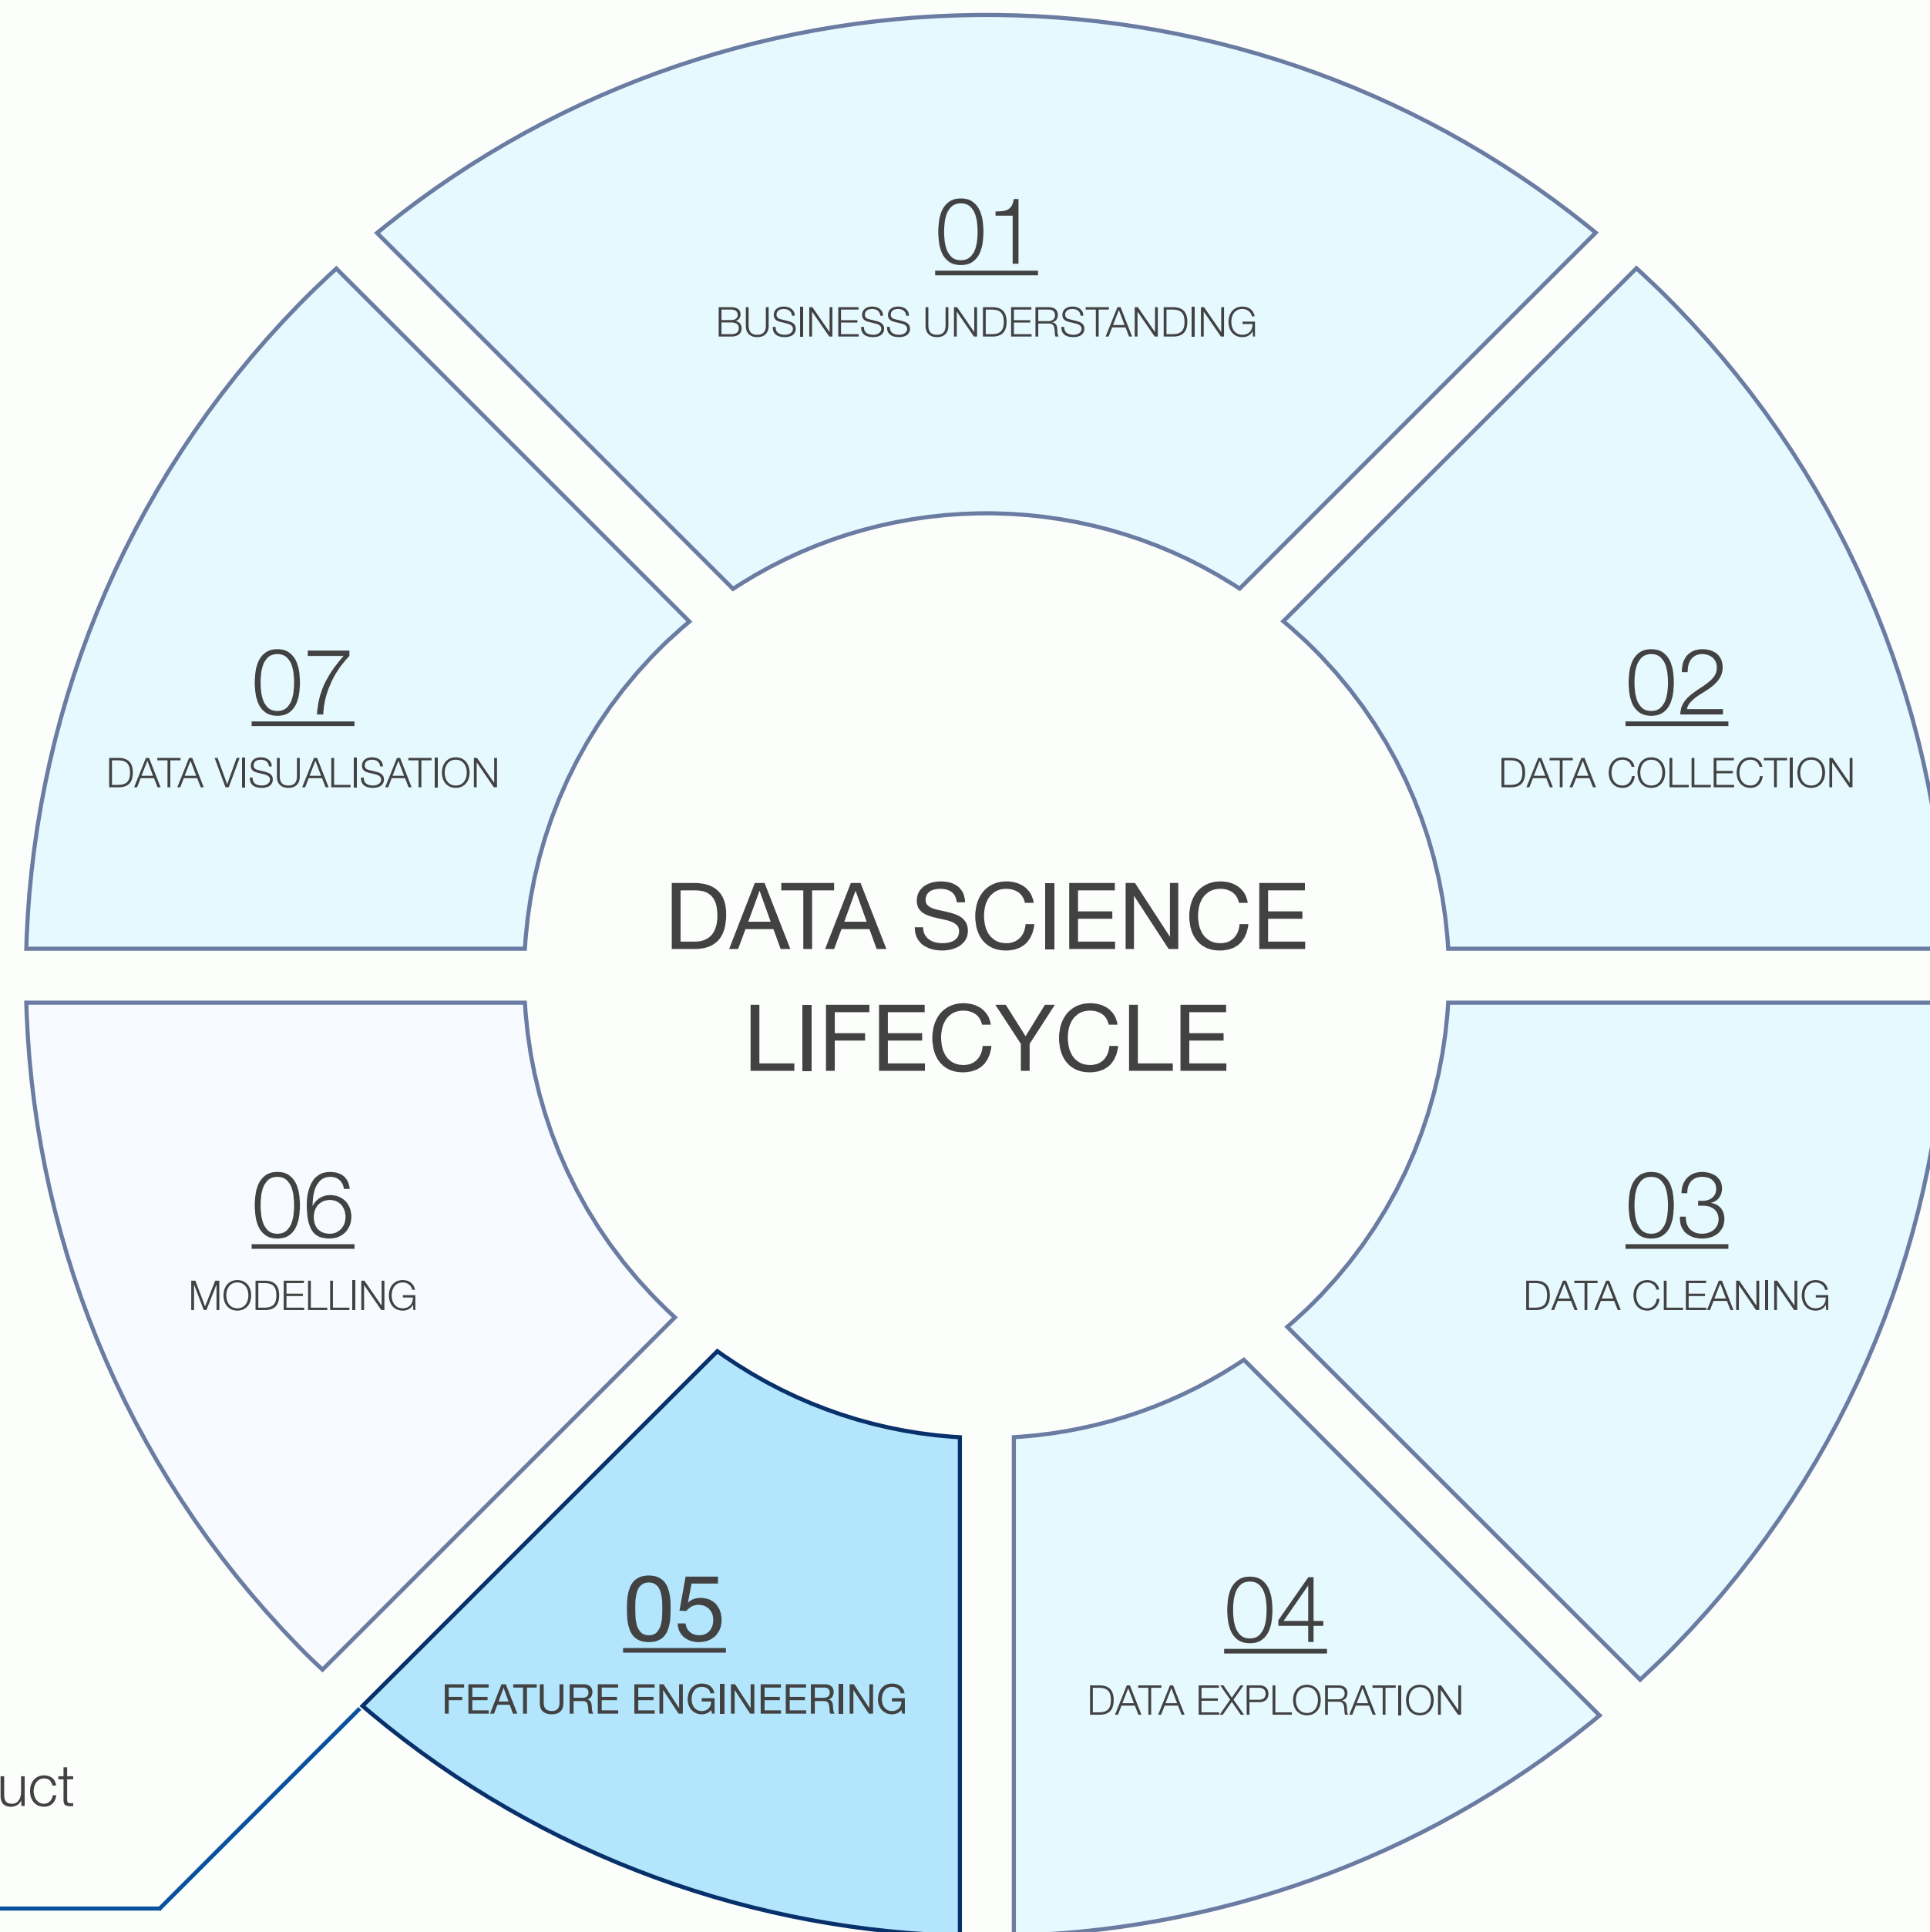 01
BUSINESS UNDERSTANDING
02
DATA COLLECTION
03
DATA CLEANING
04
DATA EXPLORATION
05
FEATURE ENGINEERING
06
MODELLING
07
DATA VISUALISATION
DATA SCIENCE
LIFECYCLE